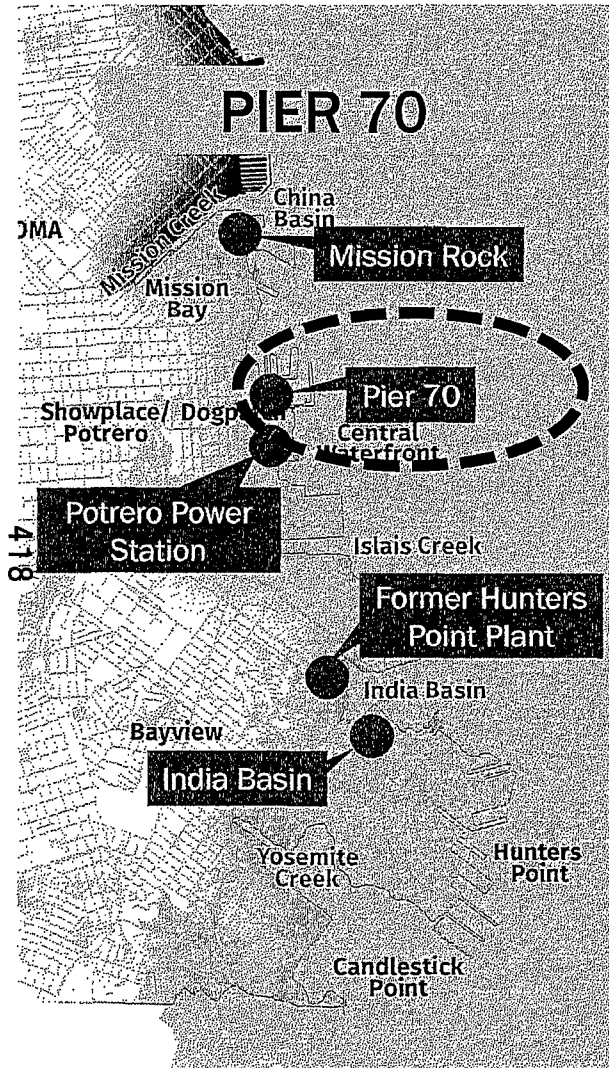 PIER 70
China
Basin
Mission Creek
Mission Rock
Mission
Bay
Pier 70
Showplace/
Potrero
Central
Waterfront
Potrero Power
Station
418
Islais Creek
Former Hunters
Point Plant
India Basin
Bayview
India Basin
Yosemite
Creek
Hunters
Point
Candlestick
Point